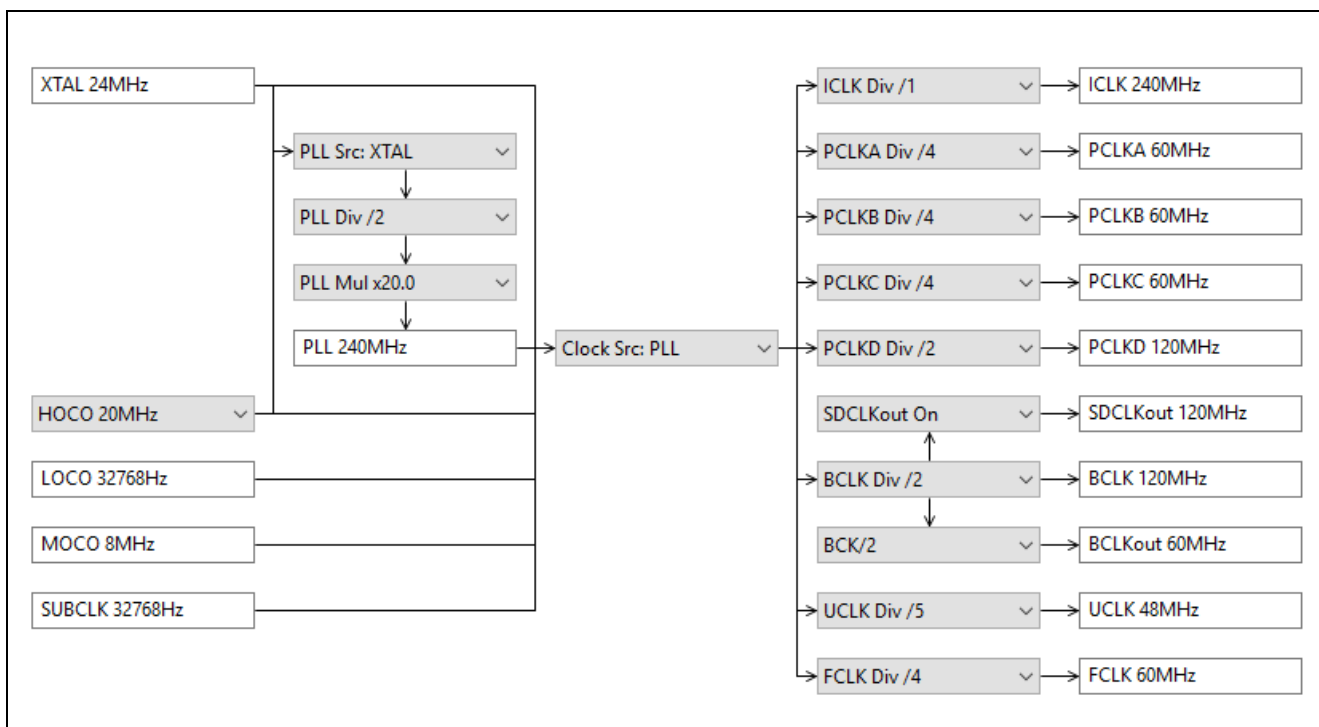 XTAL 24MHz
ICLK Div /1
ICLK 240MHz
PLL Src: XTAL
PCLKA Div /4
PCLKA 60MHz
PLL Div /2
PCLKB Div /4
PCLKB 60MHz
PLL Mul x20.0
PCLKC Div /4
PCLKC 60MHz
PLL 240MHz
Clock Src: PLL
PCLKD Div /2
PCLKD 120MHz
HOCO 20MHz
SDCLKout On
SDCLKout 120MHz
LOCO 32768Hz
BCLK Div /2
BCLK 120MHz
MOCO 8MHz
BCK/2
BCLKout 60MHz
SUBCLK 32768Hz
UCLK Div /5
UCLK 48MHz
FCLK Div /4
FCLK 60MHz